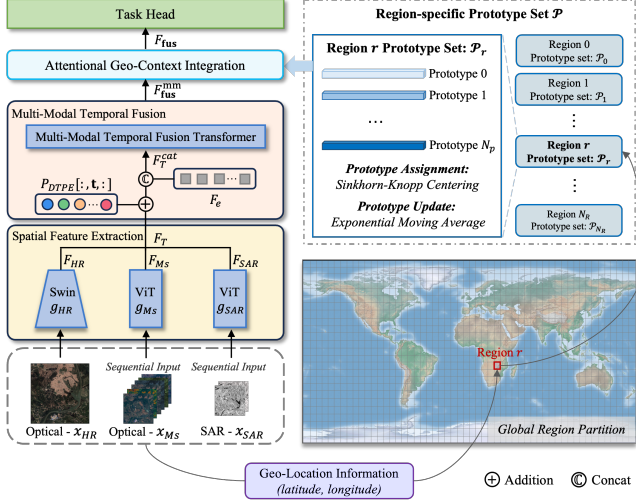 Task Head
F_fus
Attentional Geo-Context Integration
F_fus^mm
Multi-Modal Temporal Fusion
Multi-Modal Temporal Fusion Transformer
F_T^cat
ℂ
P_DTPE[:, t, :]
+
F_e
Spatial Feature Extraction
F_T
F_HR
F_Ms
F_SAR
Swin
g_HR
ViT
g_Ms
ViT
g_SAR
Sequential Input
Sequential Input
Optical - x_HR
Optical - x_Ms
SAR - x_SAR
Geo-Location Information
(latitude, longitude)
Region-specific Prototype Set 𝒫
Region r Prototype Set: 𝒫_r
Prototype 0
Prototype 1
...
Prototype N_p
Prototype Assignment:
Sinkhorn-Knopp Centering
Prototype Update:
Exponential Moving Average
Region 0
Prototype set: 𝒫_0
Region 1
Prototype set: 𝒫_1
⋮
Region r
Prototype set: 𝒫_r
⋮
Region N_R
Prototype set: 𝒫_N_R
Region r
Global Region Partition
+ Addition
ℂ Concat